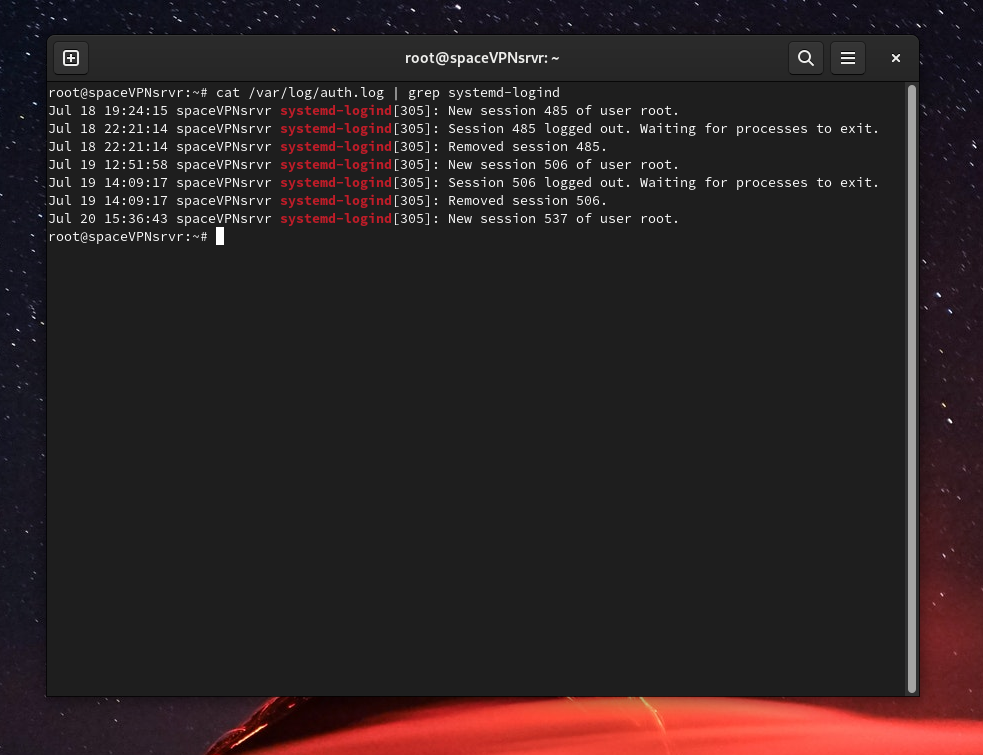 root@spaceVPNsrvr: ~
root@spaceVPNsrvr:~# cat /var/log/auth.log | grep systemd-logind
Jul 18 19:24:15 spaceVPNsrvr systemd-logind[305]: New session 485 of user root.
Jul 18 22:21:14 spaceVPNsrvr systemd-logind[305]: Session 485 logged out. Waiting for processes to exit.
Jul 18 22:21:14 spaceVPNsrvr systemd-logind[305]: Removed session 485.
Jul 19 12:51:58 spaceVPNsrvr systemd-logind[305]: New session 506 of user root.
Jul 19 14:09:17 spaceVPNsrvr systemd-logind[305]: Session 506 logged out. Waiting for processes to exit.
Jul 19 14:09:17 spaceVPNsrvr systemd-logind[305]: Removed session 506.
Jul 20 15:36:43 spaceVPNsrvr systemd-logind[305]: New session 537 of user root.
root@spaceVPNsrvr:~#